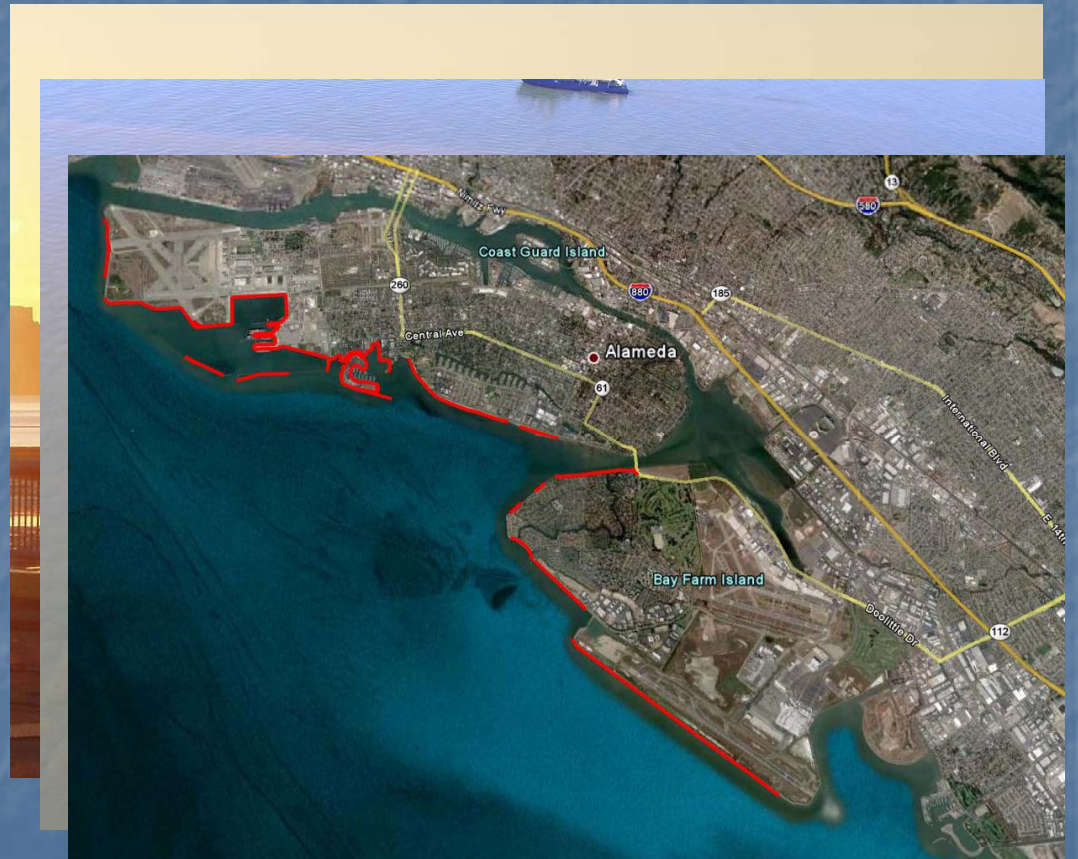 13
580
Nimitz Fwy
Coast Guard Island
260
880
185
Central Ave
Alameda
61
International Blvd
E 14th
Bay Farm Island
Doolittle Dr
112